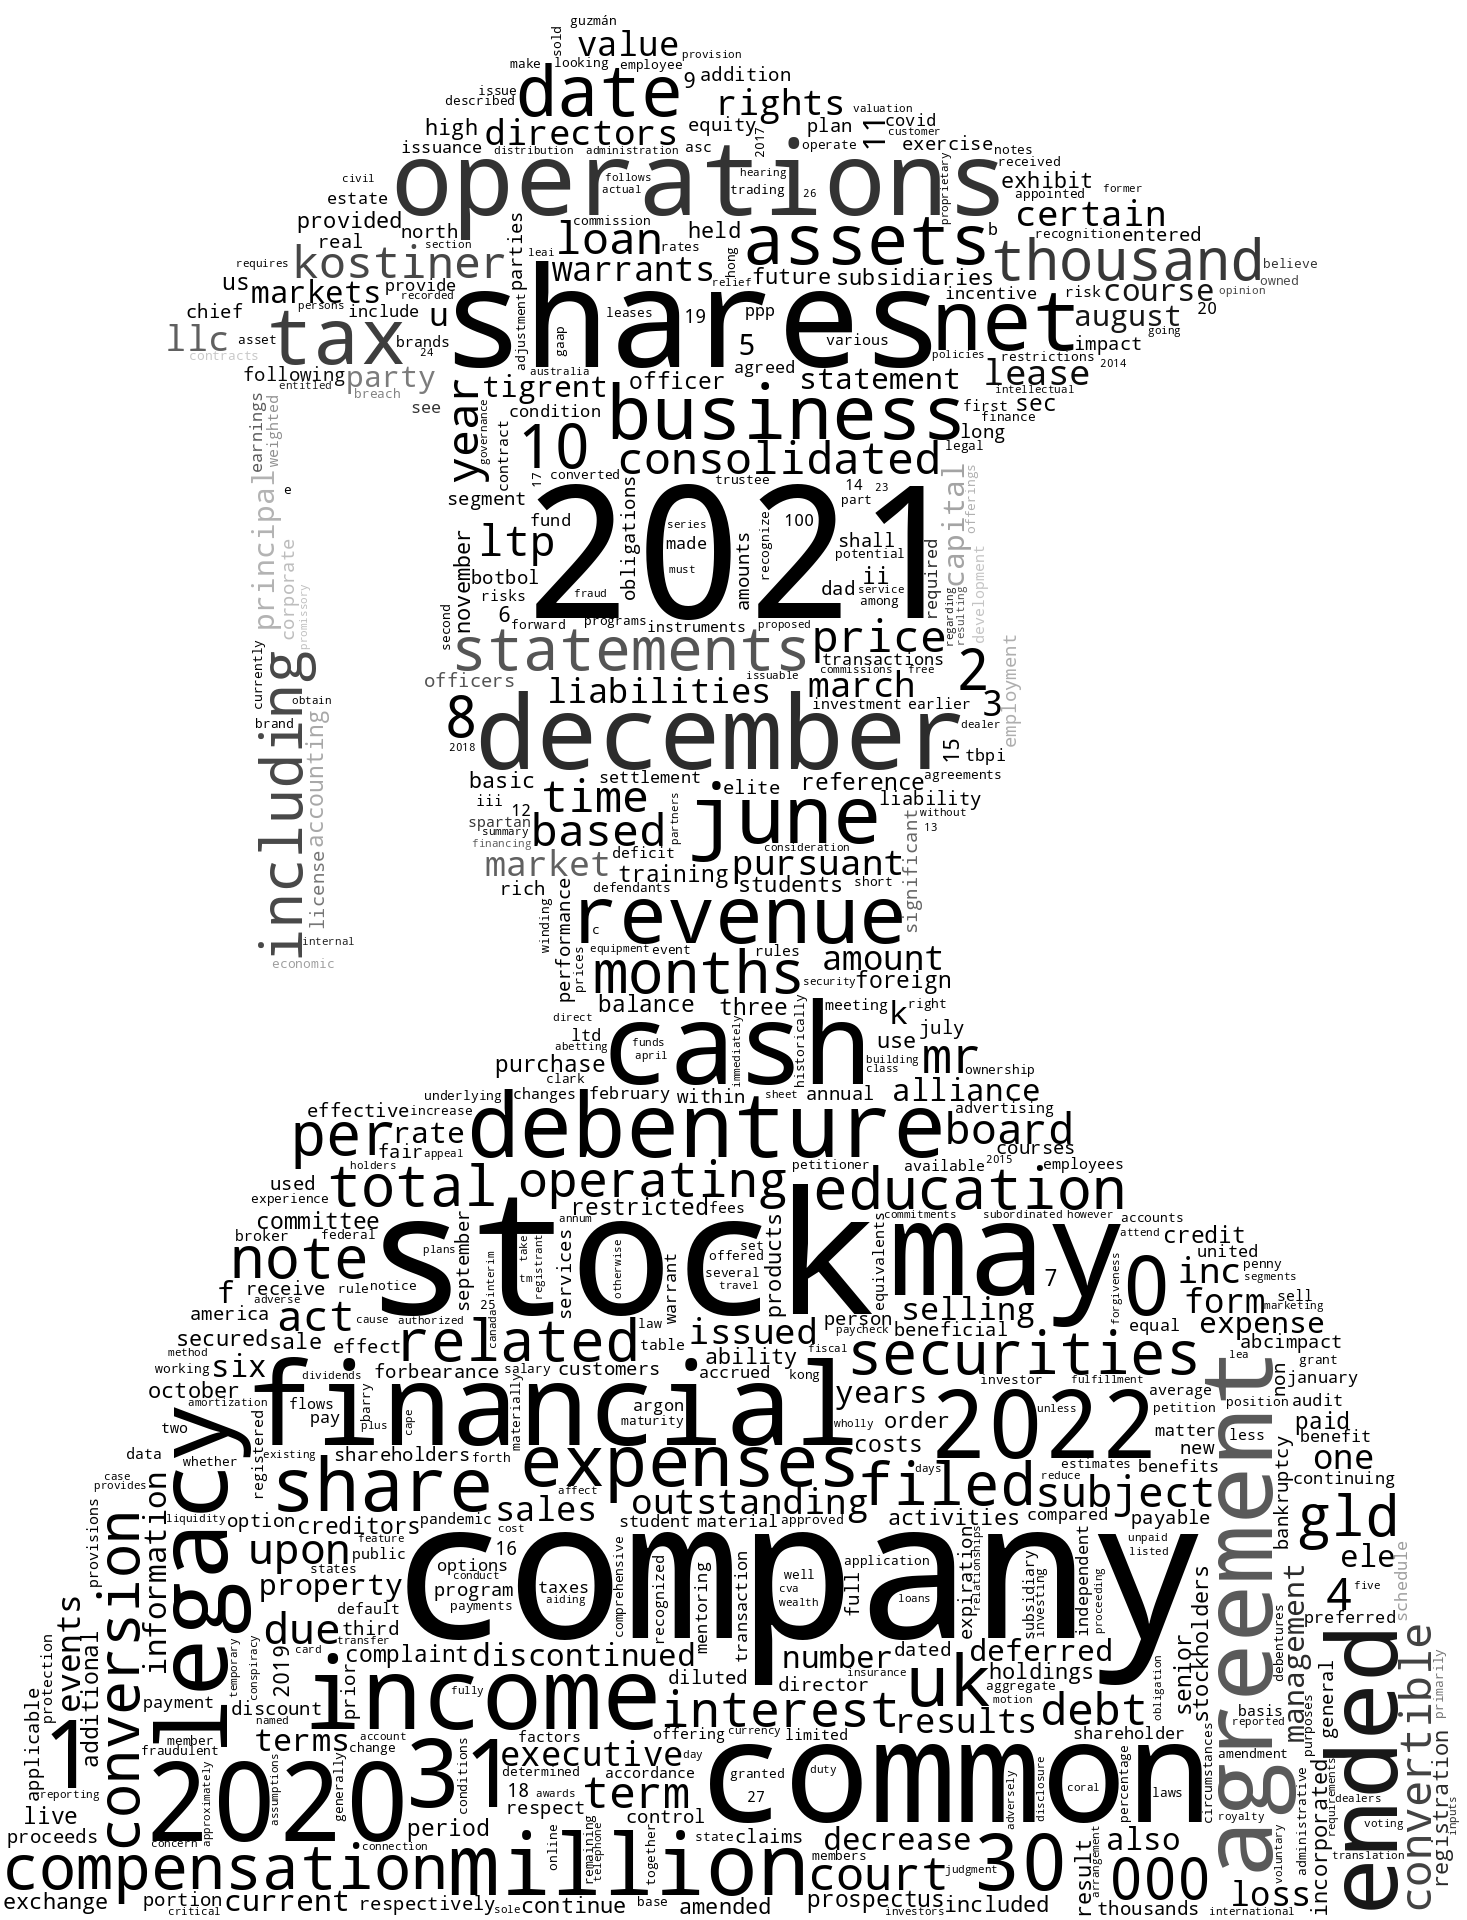 guzmán
sold value provision
make looking employee 9 addition
issue date rights
described valuation
high directors equity plan 11 covid
customer
issuance distribution administration asc 2017 operate exercise notes
operations received
civil follows hearing exhibit
actual trading 26 proprietary appointed former
estate certain
provided north commission
real section parties loan held assets b recognition entered
kostiner leai rates thousand
requires warrants hong future subsidiaries believe
us markets provide relief owned
persons recorded shares incentive risk course opinion
chief include u leases 19 ppp net august 20
llc asset tax brands adjustment gaap 5 various impact going
contracts 24 policies restrictions 2014
following party australia agreed lease
entitled breach tigrent officer statement intellectual
see year condition business first sec
earnings weighted governance contract 10 finance
consolidated long
legal
principal e 17 converted trustee capital offerings
segment 2021 14 23
fund obligations series 100 part
ltp made amounts recognize shall
corporate november potential required development
botbol must dad ii
risks fraud service
promissory 6 among regarding resulting
second forward programs instruments proposed
statements price
including currently transactions employment
officers issuable commissions free 2
liabilities march
obtain investment earlier 3
brand accounting 8 december dealer
2018 15 tbpi
basic settlement reference agreements
iii time elite liability
12 june without
spartan based partners 13
summary
financing consideration significant
license market deficit pursuant
training students short
rich defendants
winding performance revenue
internal c
economic equipment event rules
prices months amount
security foreign
balance three meeting k right
direct cash july
ltd funds historically use
abetting april immediately building mr
purchase class ownership
clark alliance
underlying changes february within sheet annual
effective increase debenture advertising
per rate board
fair appeal courses
holders petitioner available 2015 employees
used total operating education
experience restricted fees
committee annum stock may commitments subordinated however accounts
broker federal attend credit
note plans september take set products equivalents united
interim tm registrant services otherwise offered several travel warrant 7 0 inc penny
segments
f receive rule notice forgiveness form sell
adverse 25 marketing
america act cause authorized canada law person selling
related issued paycheck beneficial equal expense
secured sale effect table securities abcimpact
method ability fiscal lea
working six dividends forbearance salary customers accrued kong investor fulfillment grant
october financial years non january
amortization flows barry materially argon 2022 unless average position audit
two pay plus cape maturity wholly order petition
legacy matter less paid
data existing shareholders forth costs new benefit
whether registered expenses estimates benefits bankruptcy one
case share affect filed days reduce continuing
provides sales outstanding subject agreement
conversion information liquidity option creditors pandemic cost student material approved activities compared payable gld
provisions upon feature 16 company unpaid
public options application expiration relationships listed ele
states conduct well
property program taxes cva full independent 4 five schedule
payments aiding wealth loans
default comprehensive recognized mentoring transaction subsidiary investing proceeding stockholders management preferred
due third
events protection additional temporary conspiracy 2019 card transfer complaint discontinued number dated deferred senior debentures ended convertible
prior income diluted insurance holdings
applicable 1 payment fully director uk aggregate obligation general primarily
discount interest motion debt basis
named offering currency limited results shareholder reported purposes
member terms account factors
fraudulent change executive day circumstances amendment
2020 31 determined accordance granted duty common
reporting approximately assumptions generally conditions 18 awards term 27 adversely disclosure coral percentage laws incorporated requirements dealers registration inputs
live respect control royalty administrative voting
proceeds concern period state claims decrease also
connection online remaining telephone together members translation
compensation million court judgment 30 arrangement 000 voluntary
exchange portion current respectively sole continue base amended prospectus included result loss
critical investors thousands international